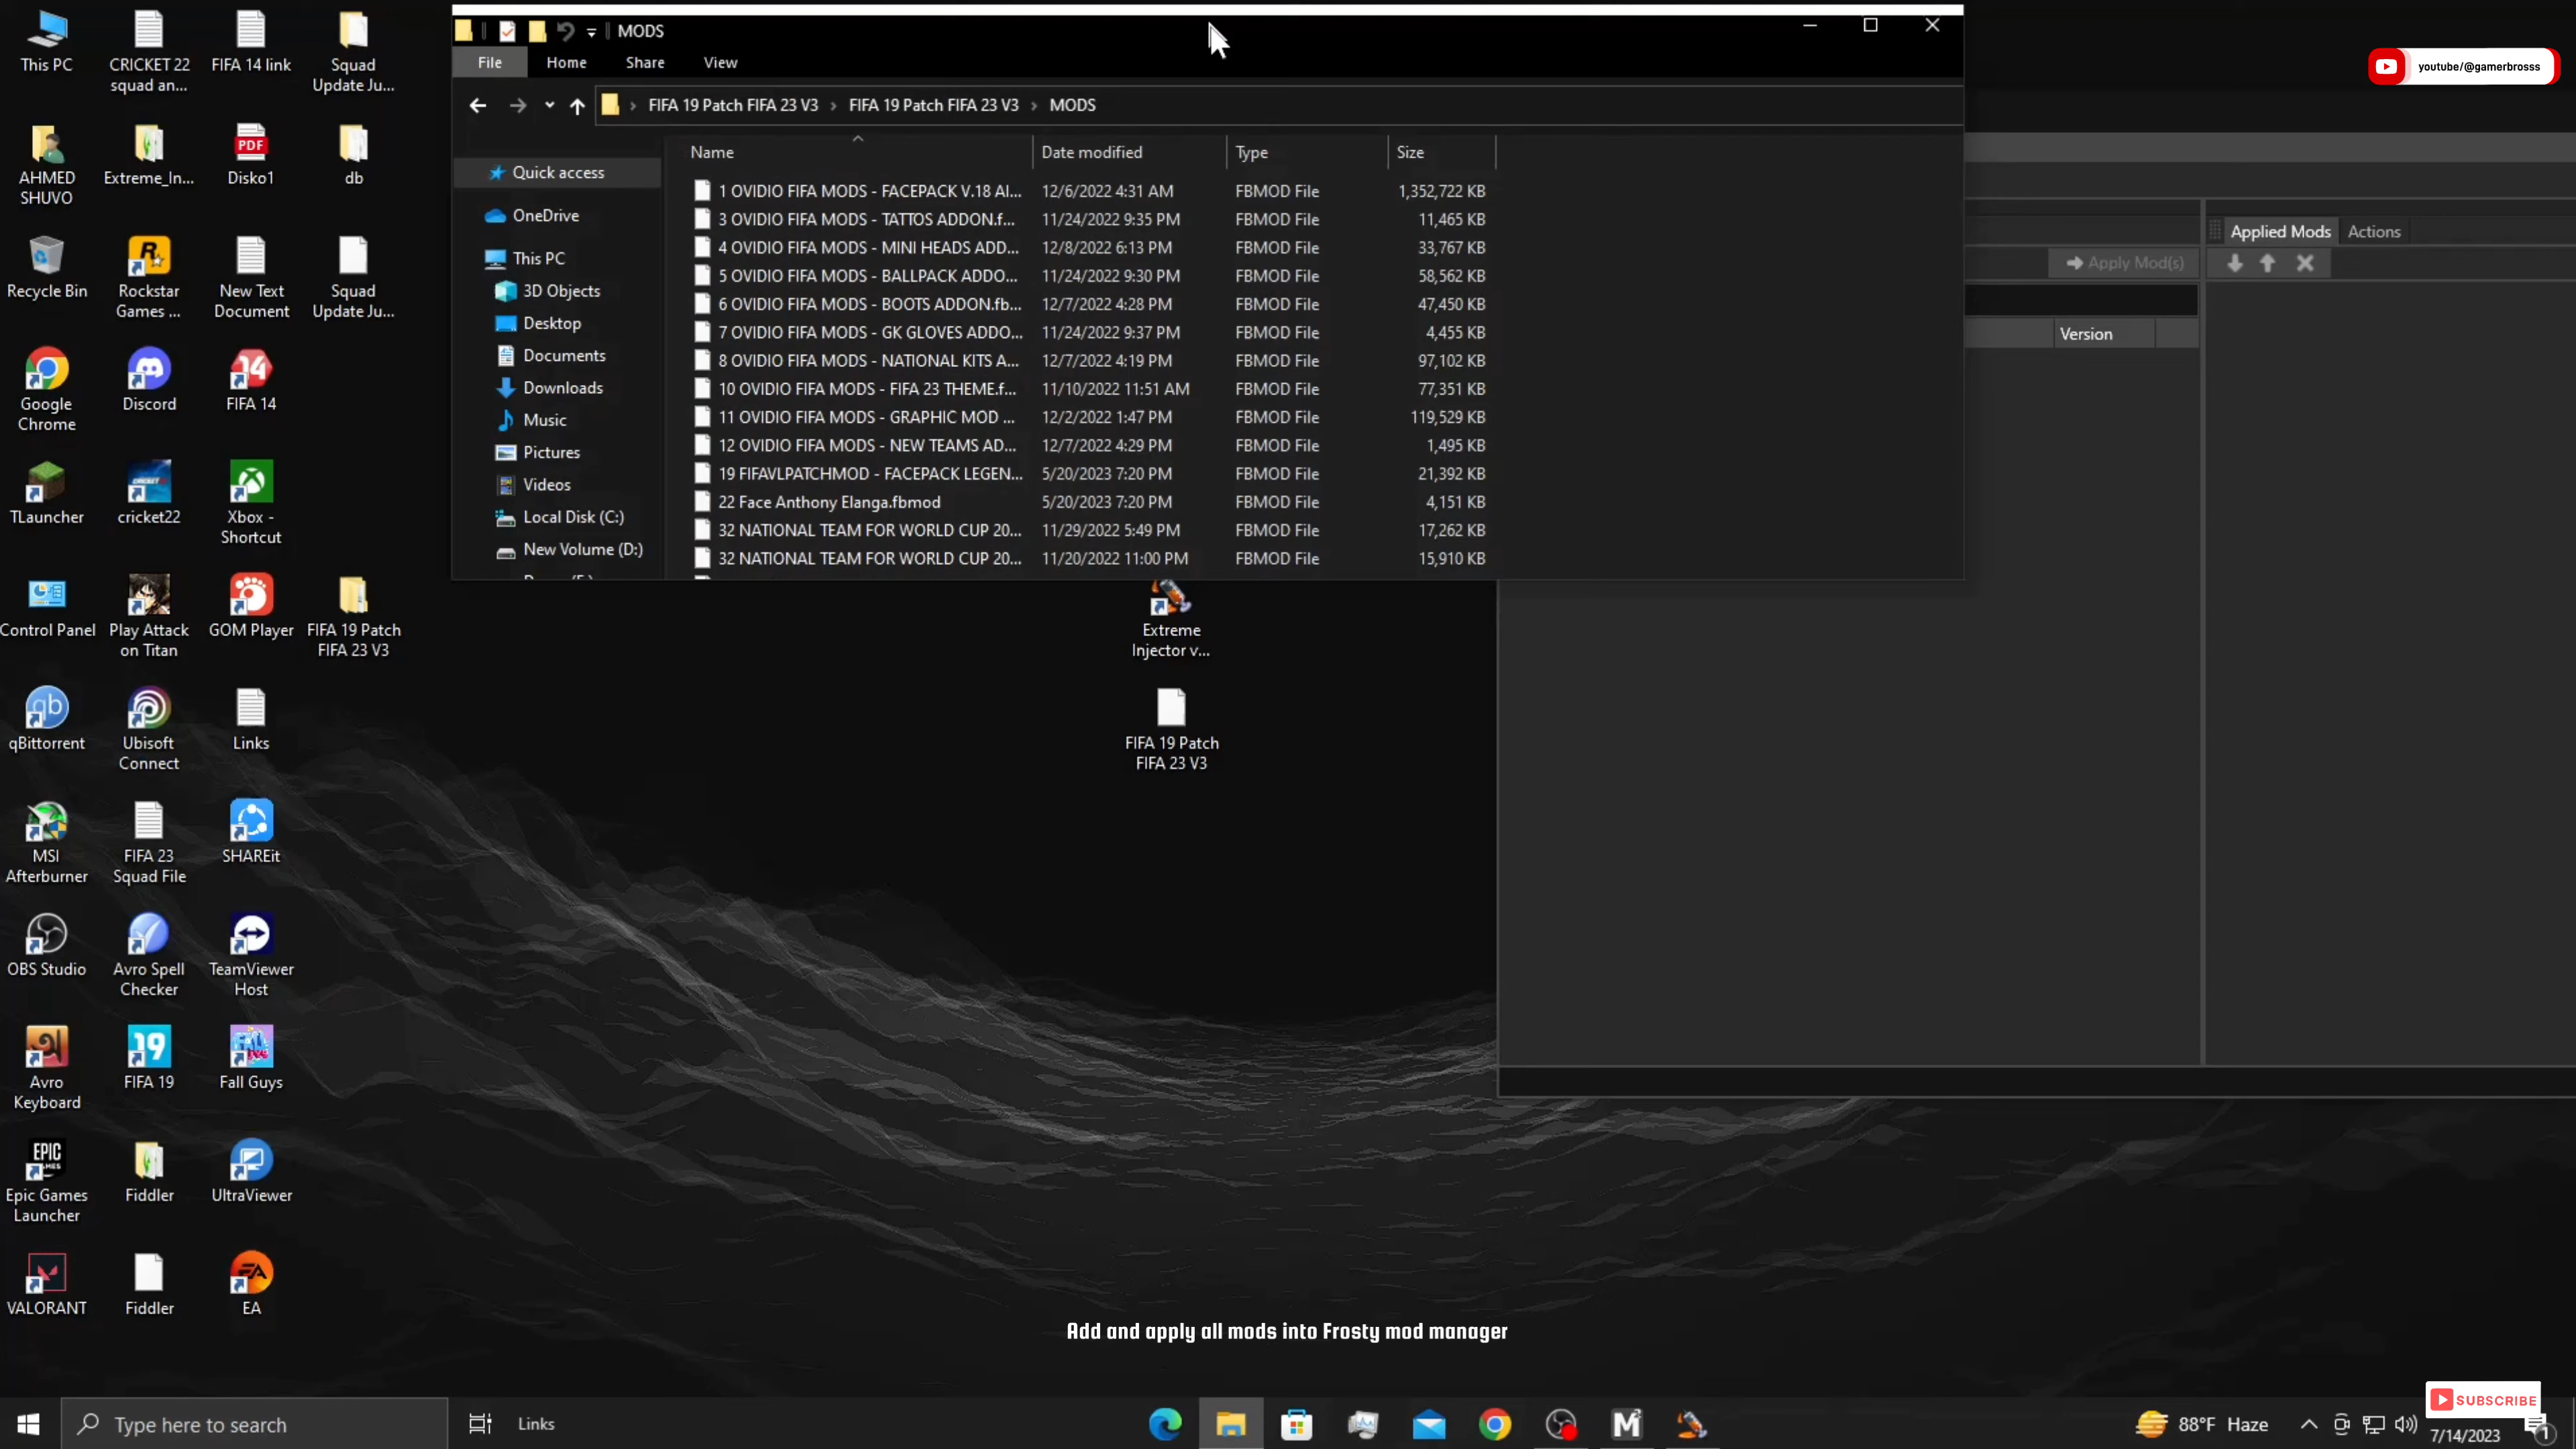 This PC
CRICKET 22
squad an...
FIFA 14 link
Squad
Update Ju...
AHMED
SHUVO
Extreme_In...
PDF
Disko1
db
Recycle Bin
Rockstar
Games ...
New Text
Document
Squad
Update Ju...
Google
Chrome
Discord
14
FIFA 14
TLauncher
cricket22
Xbox -
Shortcut
Control Panel
Play Attack
on Titan
GOM Player
FIFA 19 Patch
FIFA 23 V3
qb
qBittorrent
Ubisoft
Connect
Links
MSI
Afterburner
FIFA 23
Squad File
SHAREit
OBS Studio
Avro Spell
Checker
TeamViewer
Host
Avro
Keyboard
19
FIFA 19
Fall Guys
EPIC
GAMES
Epic Games
Launcher
Fiddler
UltraViewer
VALORANT
Fiddler
EA
EA
MODS
File Home Share View
FIFA 19 Patch FIFA 23 V3 › FIFA 19 Patch FIFA 23 V3 › MODS
Name Date modified Type Size
Quick access
OneDrive
This PC
3D Objects
Desktop
Documents
Downloads
Music
Pictures
Videos
Local Disk (C:)
New Volume (D:)
1 OVIDIO FIFA MODS - FACEPACK V.18 AI... 12/6/2022 4:31 AM FBMOD File 1,352,722 KB
3 OVIDIO FIFA MODS - TATTOS ADDON.f... 11/24/2022 9:35 PM FBMOD File 11,465 KB
4 OVIDIO FIFA MODS - MINI HEADS ADD... 12/8/2022 6:13 PM FBMOD File 33,767 KB
5 OVIDIO FIFA MODS - BALLPACK ADDO... 11/24/2022 9:30 PM FBMOD File 58,562 KB
6 OVIDIO FIFA MODS - BOOTS ADDON.fb... 12/7/2022 4:28 PM FBMOD File 47,450 KB
7 OVIDIO FIFA MODS - GK GLOVES ADDO... 11/24/2022 9:37 PM FBMOD File 4,455 KB
8 OVIDIO FIFA MODS - NATIONAL KITS A... 12/7/2022 4:19 PM FBMOD File 97,102 KB
10 OVIDIO FIFA MODS - FIFA 23 THEME.f... 11/10/2022 11:51 AM FBMOD File 77,351 KB
11 OVIDIO FIFA MODS - GRAPHIC MOD ... 12/2/2022 1:47 PM FBMOD File 119,529 KB
12 OVIDIO FIFA MODS - NEW TEAMS AD... 12/7/2022 4:29 PM FBMOD File 1,495 KB
19 FIFAVLPATCHMOD - FACEPACK LEGEN... 5/20/2023 7:20 PM FBMOD File 21,392 KB
22 Face Anthony Elanga.fbmod 5/20/2023 7:20 PM FBMOD File 4,151 KB
32 NATIONAL TEAM FOR WORLD CUP 20... 11/29/2022 5:49 PM FBMOD File 17,262 KB
32 NATIONAL TEAM FOR WORLD CUP 20... 11/20/2022 11:00 PM FBMOD File 15,910 KB
Extreme
Injector v...
FIFA 19 Patch
FIFA 23 V3
youtube/@gamerbrosss
Applied Mods Actions
Apply Mod(s)
Version
Add and apply all mods into Frosty mod manager
SUBSCRIBE
Type here to search
Links
88°F Haze
7/14/2023
1